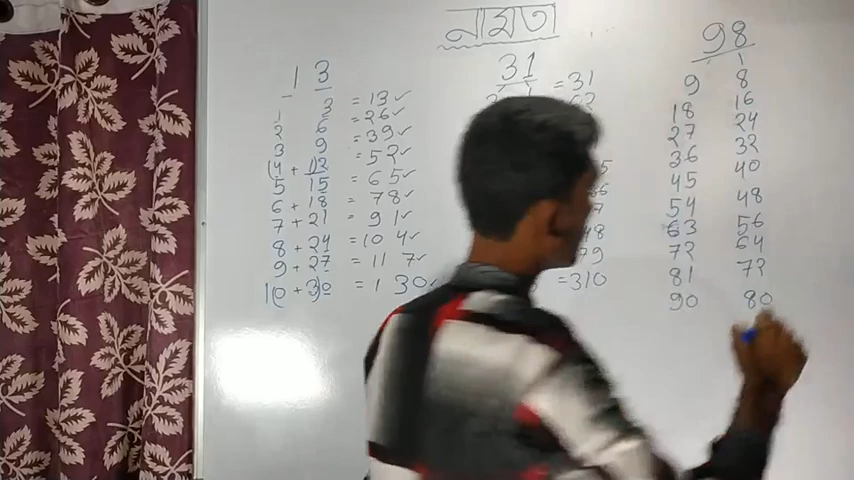 নামতা
13
1 3 = 13 ✓
2 6 = 26 ✓
3 9 = 39 ✓
(4 + 12 = 52 ✓
5 15 = 65 ✓
6 + 18 = 78 ✓
7 + 21 = 91 ✓
8 + 24 = 104 ✓
9 + 27 = 117 ✓
10 + 30 = 130 ✓
31
= 31
= 310
98
9 8
18 16
27 24
36 32
45 40
54 48
63 56
72 64
81 72
90 80